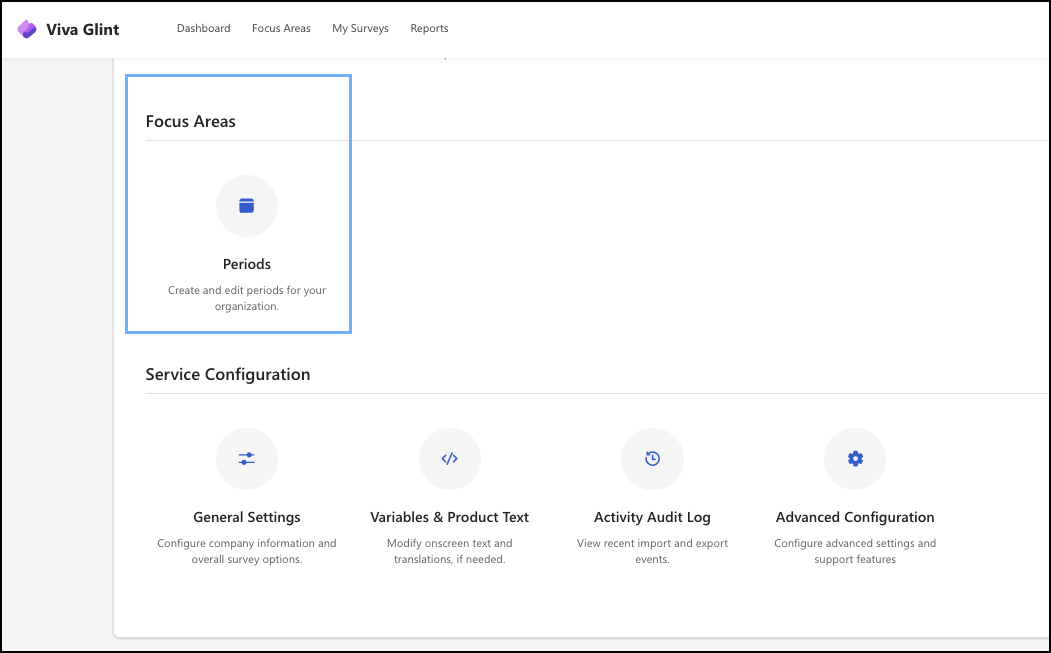 Viva Glint
Dashboard
Focus Areas
My Surveys
Reports
Focus Areas
Periods
Create and edit periods for your
organization.
Service Configuration
General Settings
Configure company information and
overall survey options.
Variables & Product Text
Modify onscreen text and
translations, if needed.
Activity Audit Log
View recent import and export
events.
Advanced Configuration
Configure advanced settings and
support features